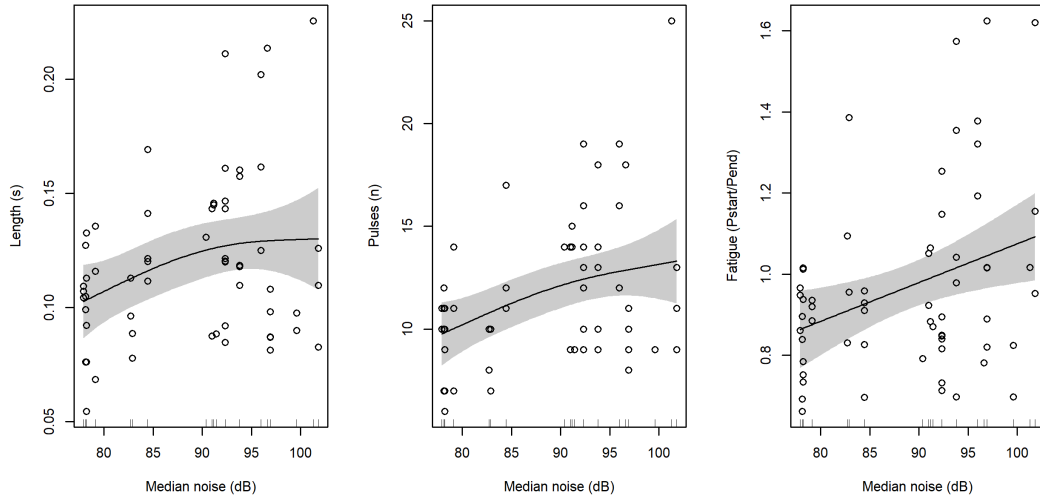 Length (s)
0.20
0.15
0.10
0.05
80 85 90 95 100
Median noise (dB)
Pulses (n)
25
20
15
10
80 85 90 95 100
Median noise (dB)
Fatigue (Pstart/Pend)
1.6
1.4
1.2
1.0
0.8
80 85 90 95 100
Median noise (dB)